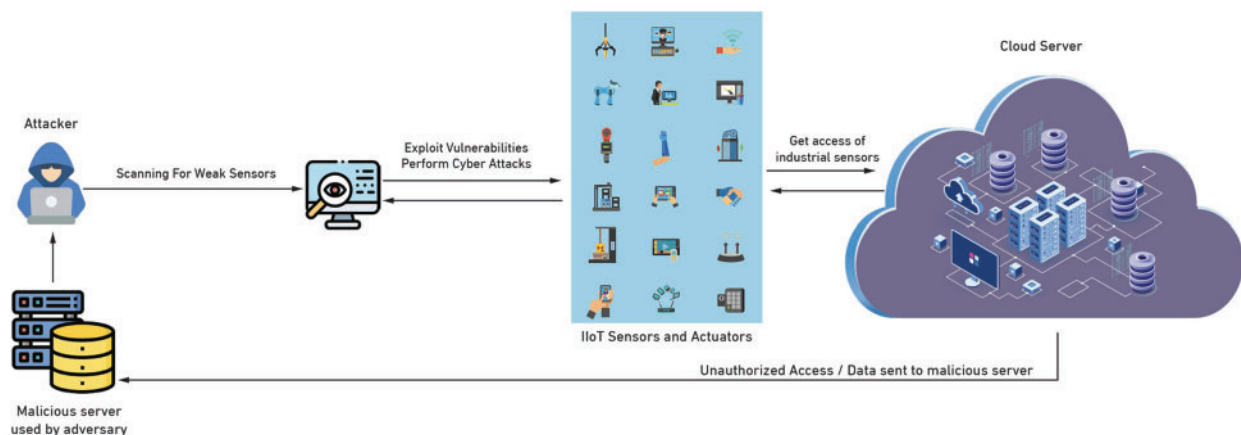 Cloud Server
Attacker
Exploit Vulnerabilities
Perform Cyber Attacks
Get access of
industrial sensors
Scanning For Weak Sensors
IIoT Sensors and Actuators
Unauthorized Access / Data sent to malicious server
Malicious server
used by adversary